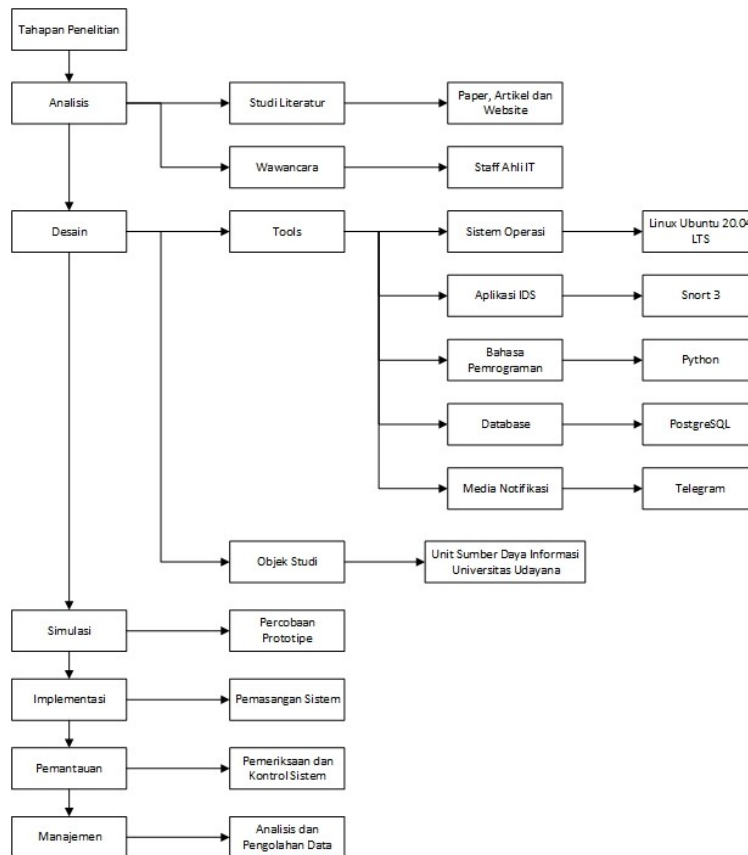 Tahapan Penelitian
Analisis
Studi Literatur
Paper, Artikel dan
Website
Wawancara
Staff Ahli IT
Desain
Tools
Sistem Operasi
Linux Ubuntu 20.04
LTS
Aplikasi IDS
Snort 3
Bahasa
Pemrograman
Python
Database
PostgreSQL
Media Notifikasi
Telegram
Objek Studi
Unit Sumber Daya Informasi
Universitas Udayana
Simulasi
Percobaan
Prototipe
Implementasi
Pemasangan Sistem
Pemantauan
Pemeriksaan dan
Kontrol Sistem
Manajemen
Analisis dan
Pengolahan Data